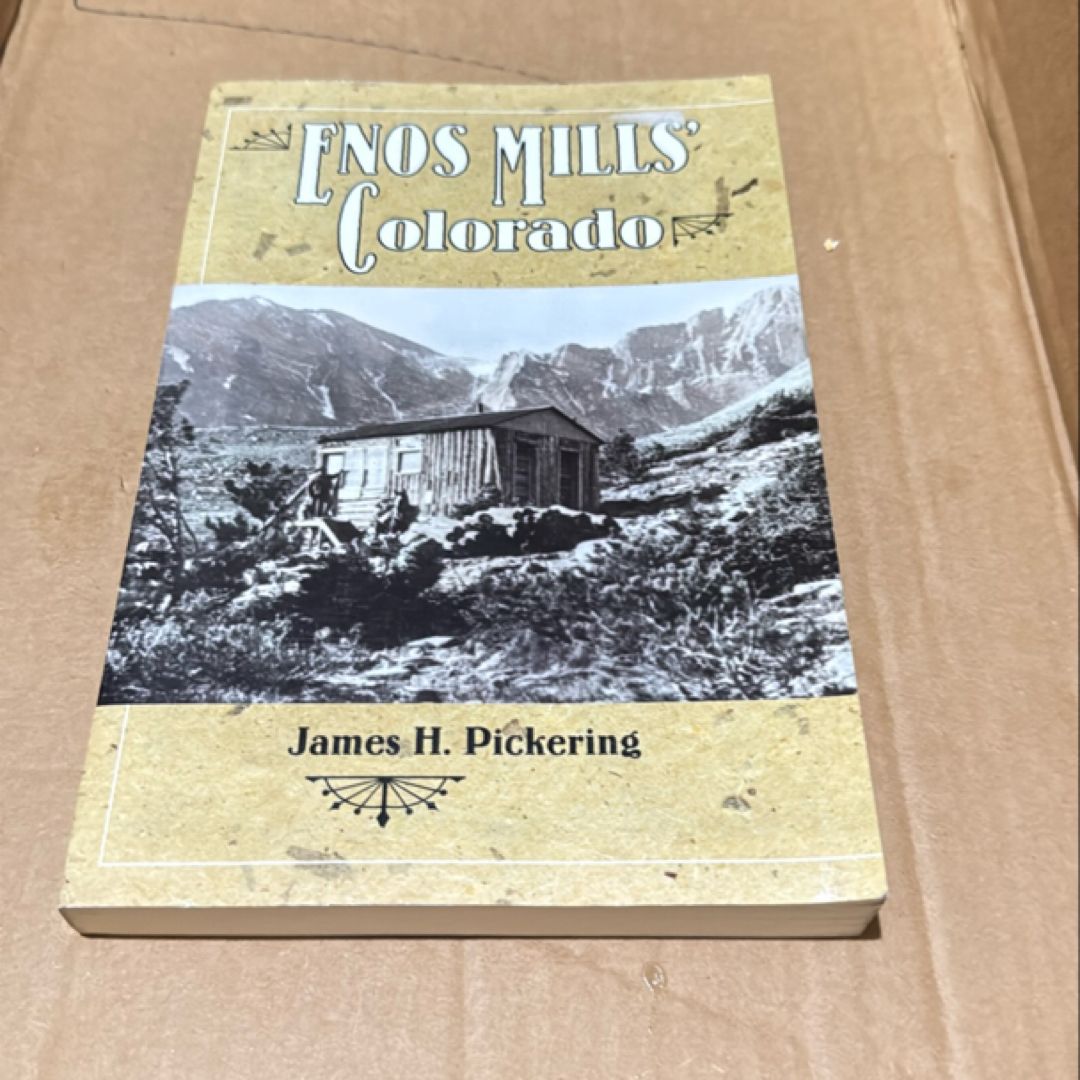 ENOS MILLS'
Colorado
James H. Pickering